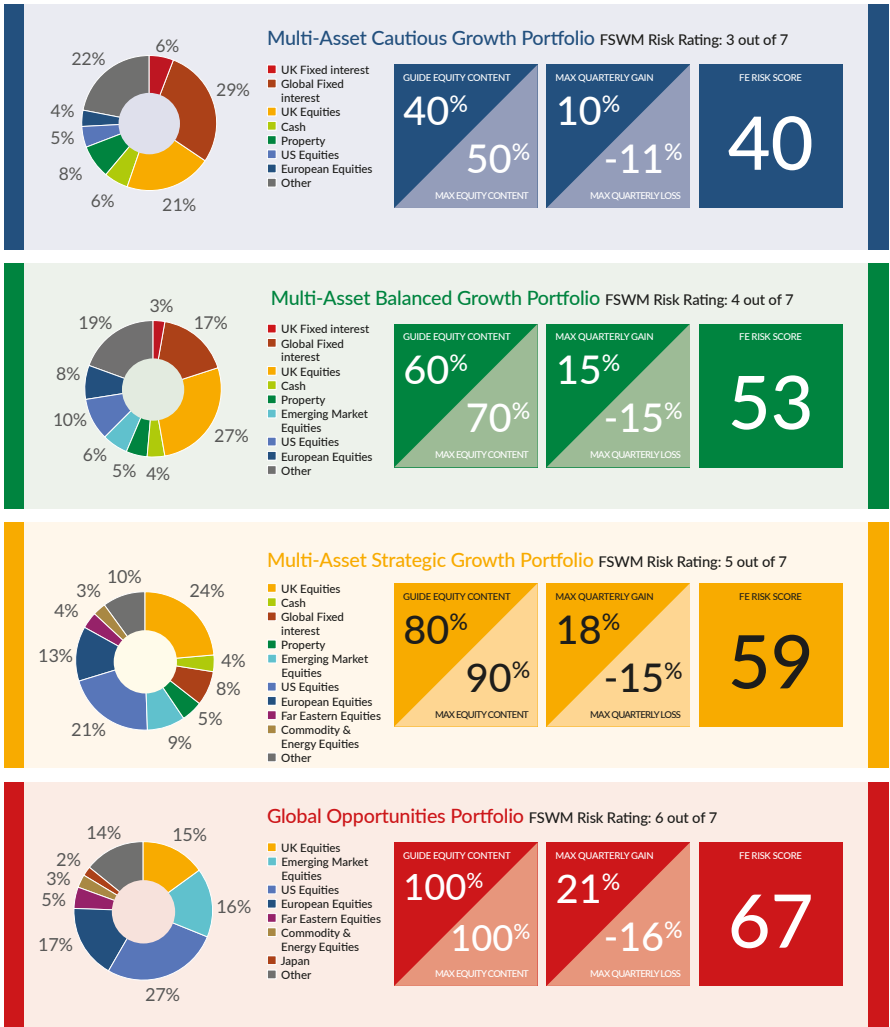 Multi-Asset Cautious Growth Portfolio FSWM Risk Rating: 3 out of 7
6%
29%
21%
6%
8%
5%
4%
22%
UK Fixed interest
Global Fixed
interest
UK Equities
Cash
Property
US Equities
European Equities
Other
GUIDE EQUITY CONTENT
40%
50%
MAX EQUITY CONTENT
MAX QUARTERLY GAIN
10%
-11%
MAX QUARTERLY LOSS
FE RISK SCORE
40
Multi-Asset Balanced Growth Portfolio FSWM Risk Rating: 4 out of 7
3%
17%
27%
4%
5%
6%
10%
8%
19%
UK Fixed interest
Global Fixed
interest
UK Equities
Cash
Property
Emerging Market
Equities
US Equities
European Equities
Other
GUIDE EQUITY CONTENT
60%
70%
MAX EQUITY CONTENT
MAX QUARTERLY GAIN
15%
-15%
MAX QUARTERLY LOSS
FE RISK SCORE
53
Multi-Asset Strategic Growth Portfolio FSWM Risk Rating: 5 out of 7
24%
4%
8%
5%
9%
21%
13%
4%
3%
10%
UK Equities
Cash
Global Fixed
interest
Property
Emerging Market
Equities
US Equities
European Equities
Far Eastern Equities
Commodity &
Energy Equities
Other
GUIDE EQUITY CONTENT
80%
90%
MAX EQUITY CONTENT
MAX QUARTERLY GAIN
18%
-15%
MAX QUARTERLY LOSS
FE RISK SCORE
59
Global Opportunities Portfolio FSWM Risk Rating: 6 out of 7
15%
16%
27%
17%
5%
3%
2%
14%
UK Equities
Emerging Market
Equities
US Equities
European Equities
Far Eastern Equities
Commodity &
Energy Equities
Japan
Other
GUIDE EQUITY CONTENT
100%
100%
MAX EQUITY CONTENT
MAX QUARTERLY GAIN
21%
-16%
MAX QUARTERLY LOSS
FE RISK SCORE
67